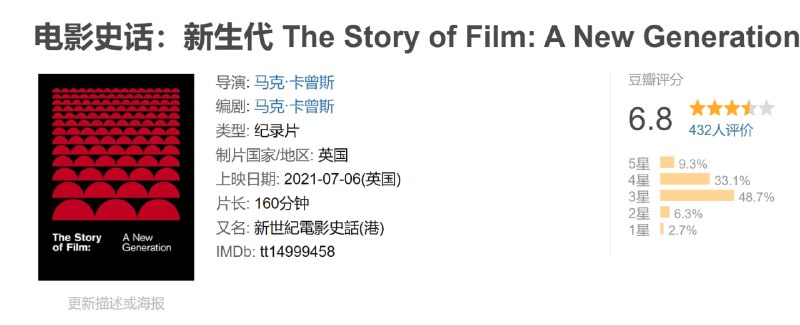 电影史话：新生代 The Story of Film: A New Generation
The Story of Film:
A New Generation
更新描述或海报
导演: 马克·卡曾斯
编剧: 马克·卡曾斯
类型: 纪录片
制片国家/地区: 英国
上映日期: 2021-07-06(英国)
片长: 160分钟
又名: 新世紀電影史話(港)
IMDb: tt14999458
豆瓣评分
6.8
432人评价
5星 9.3%
4星 33.1%
3星 48.7%
2星 6.3%
1星 2.7%